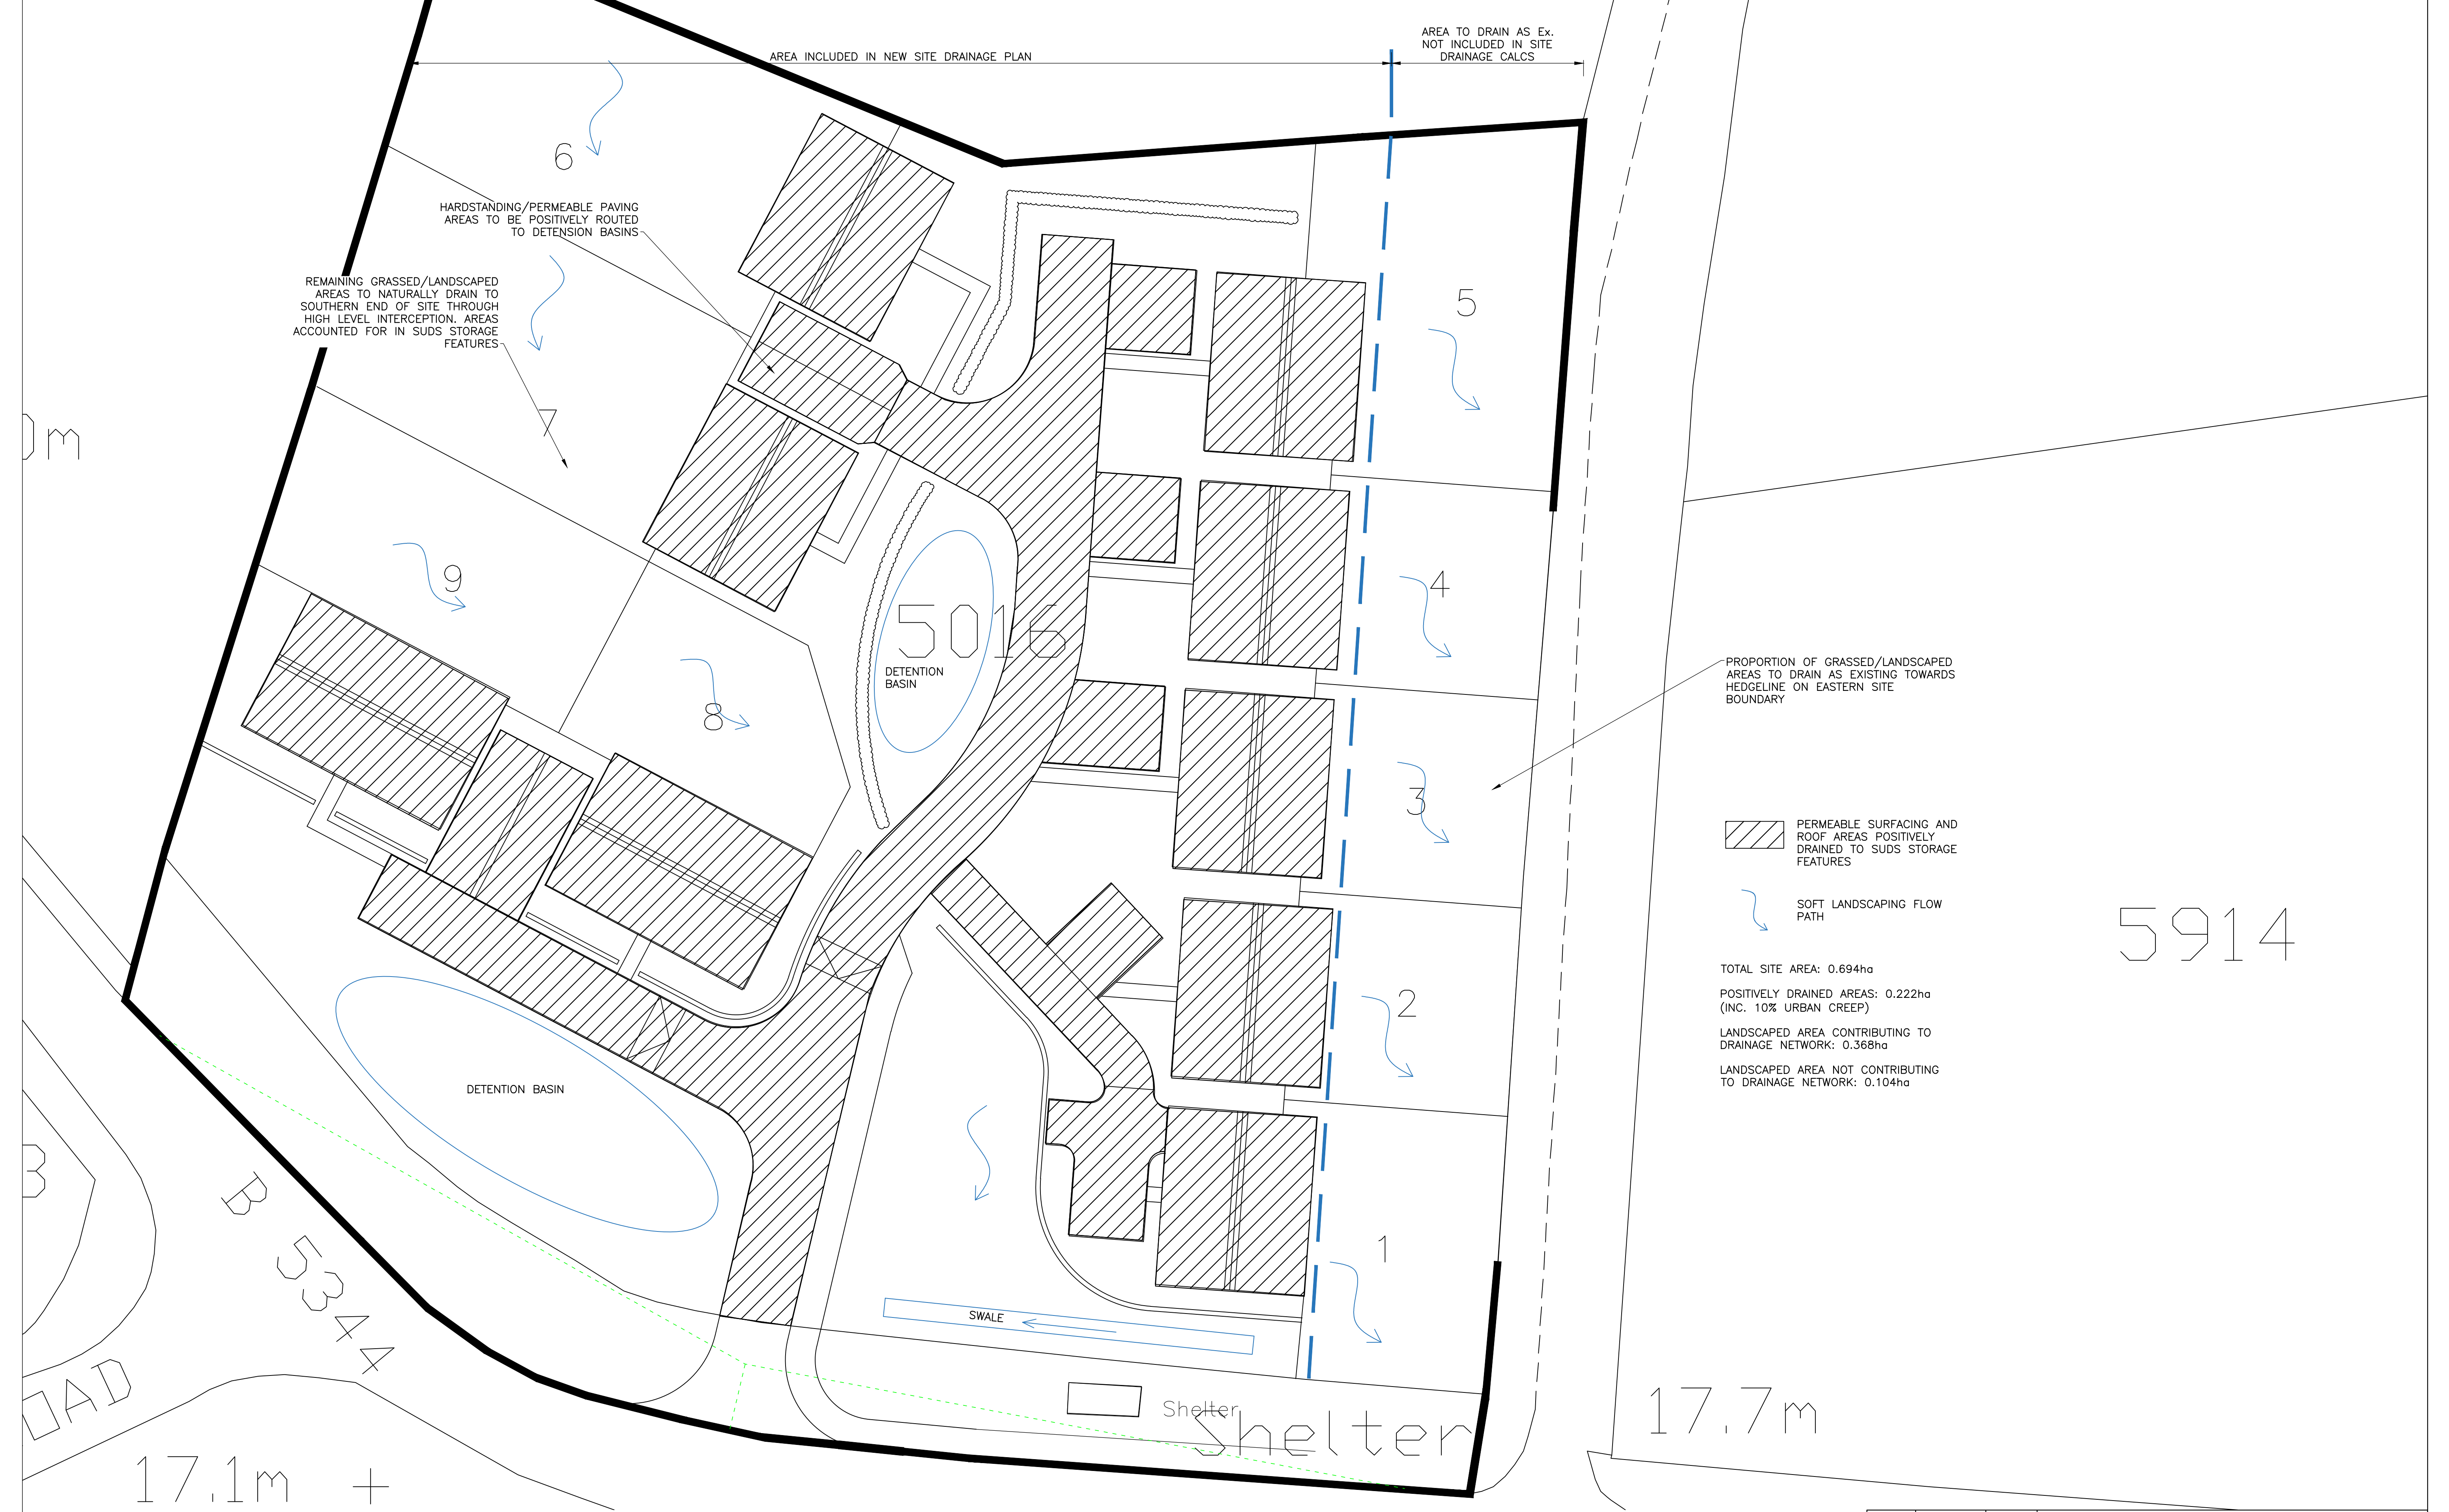 AREA INCLUDED IN NEW SITE DRAINAGE PLAN
AREA TO DRAIN AS Ex.
NOT INCLUDED IN SITE
DRAINAGE CALCS
6
HARDSTANDING/PERMEABLE PAVING
AREAS TO BE POSITIVELY ROUTED
TO DETENSION BASINS
REMAINING GRASSED/LANDSCAPED
AREAS TO NATURALLY DRAIN TO
SOUTHERN END OF SITE THROUGH
HIGH LEVEL INTERCEPTION. AREAS
ACCOUNTED FOR IN SUDS STORAGE
FEATURES
5
7
0m
9
4
5016
DETENTION
BASIN
8
3
PROPORTION OF GRASSED/LANDSCAPED
AREAS TO DRAIN AS EXISTING TOWARDS
HEDGELINE ON EASTERN SITE
BOUNDARY
PERMEABLE SURFACING AND
ROOF AREAS POSITIVELY
DRAINED TO SUDS STORAGE
FEATURES
SOFT LANDSCAPING FLOW
PATH
5914
TOTAL SITE AREA: 0.694ha
POSITIVELY DRAINED AREAS: 0.222ha
(INC. 10% URBAN CREEP)
LANDSCAPED AREA CONTRIBUTING TO
DRAINAGE NETWORK: 0.368ha
LANDSCAPED AREA NOT CONTRIBUTING
TO DRAINAGE NETWORK: 0.104ha
2
DETENTION BASIN
B 5344
1
SWALE
OAD
Shelter
Shelter
17.7m
17.1m +